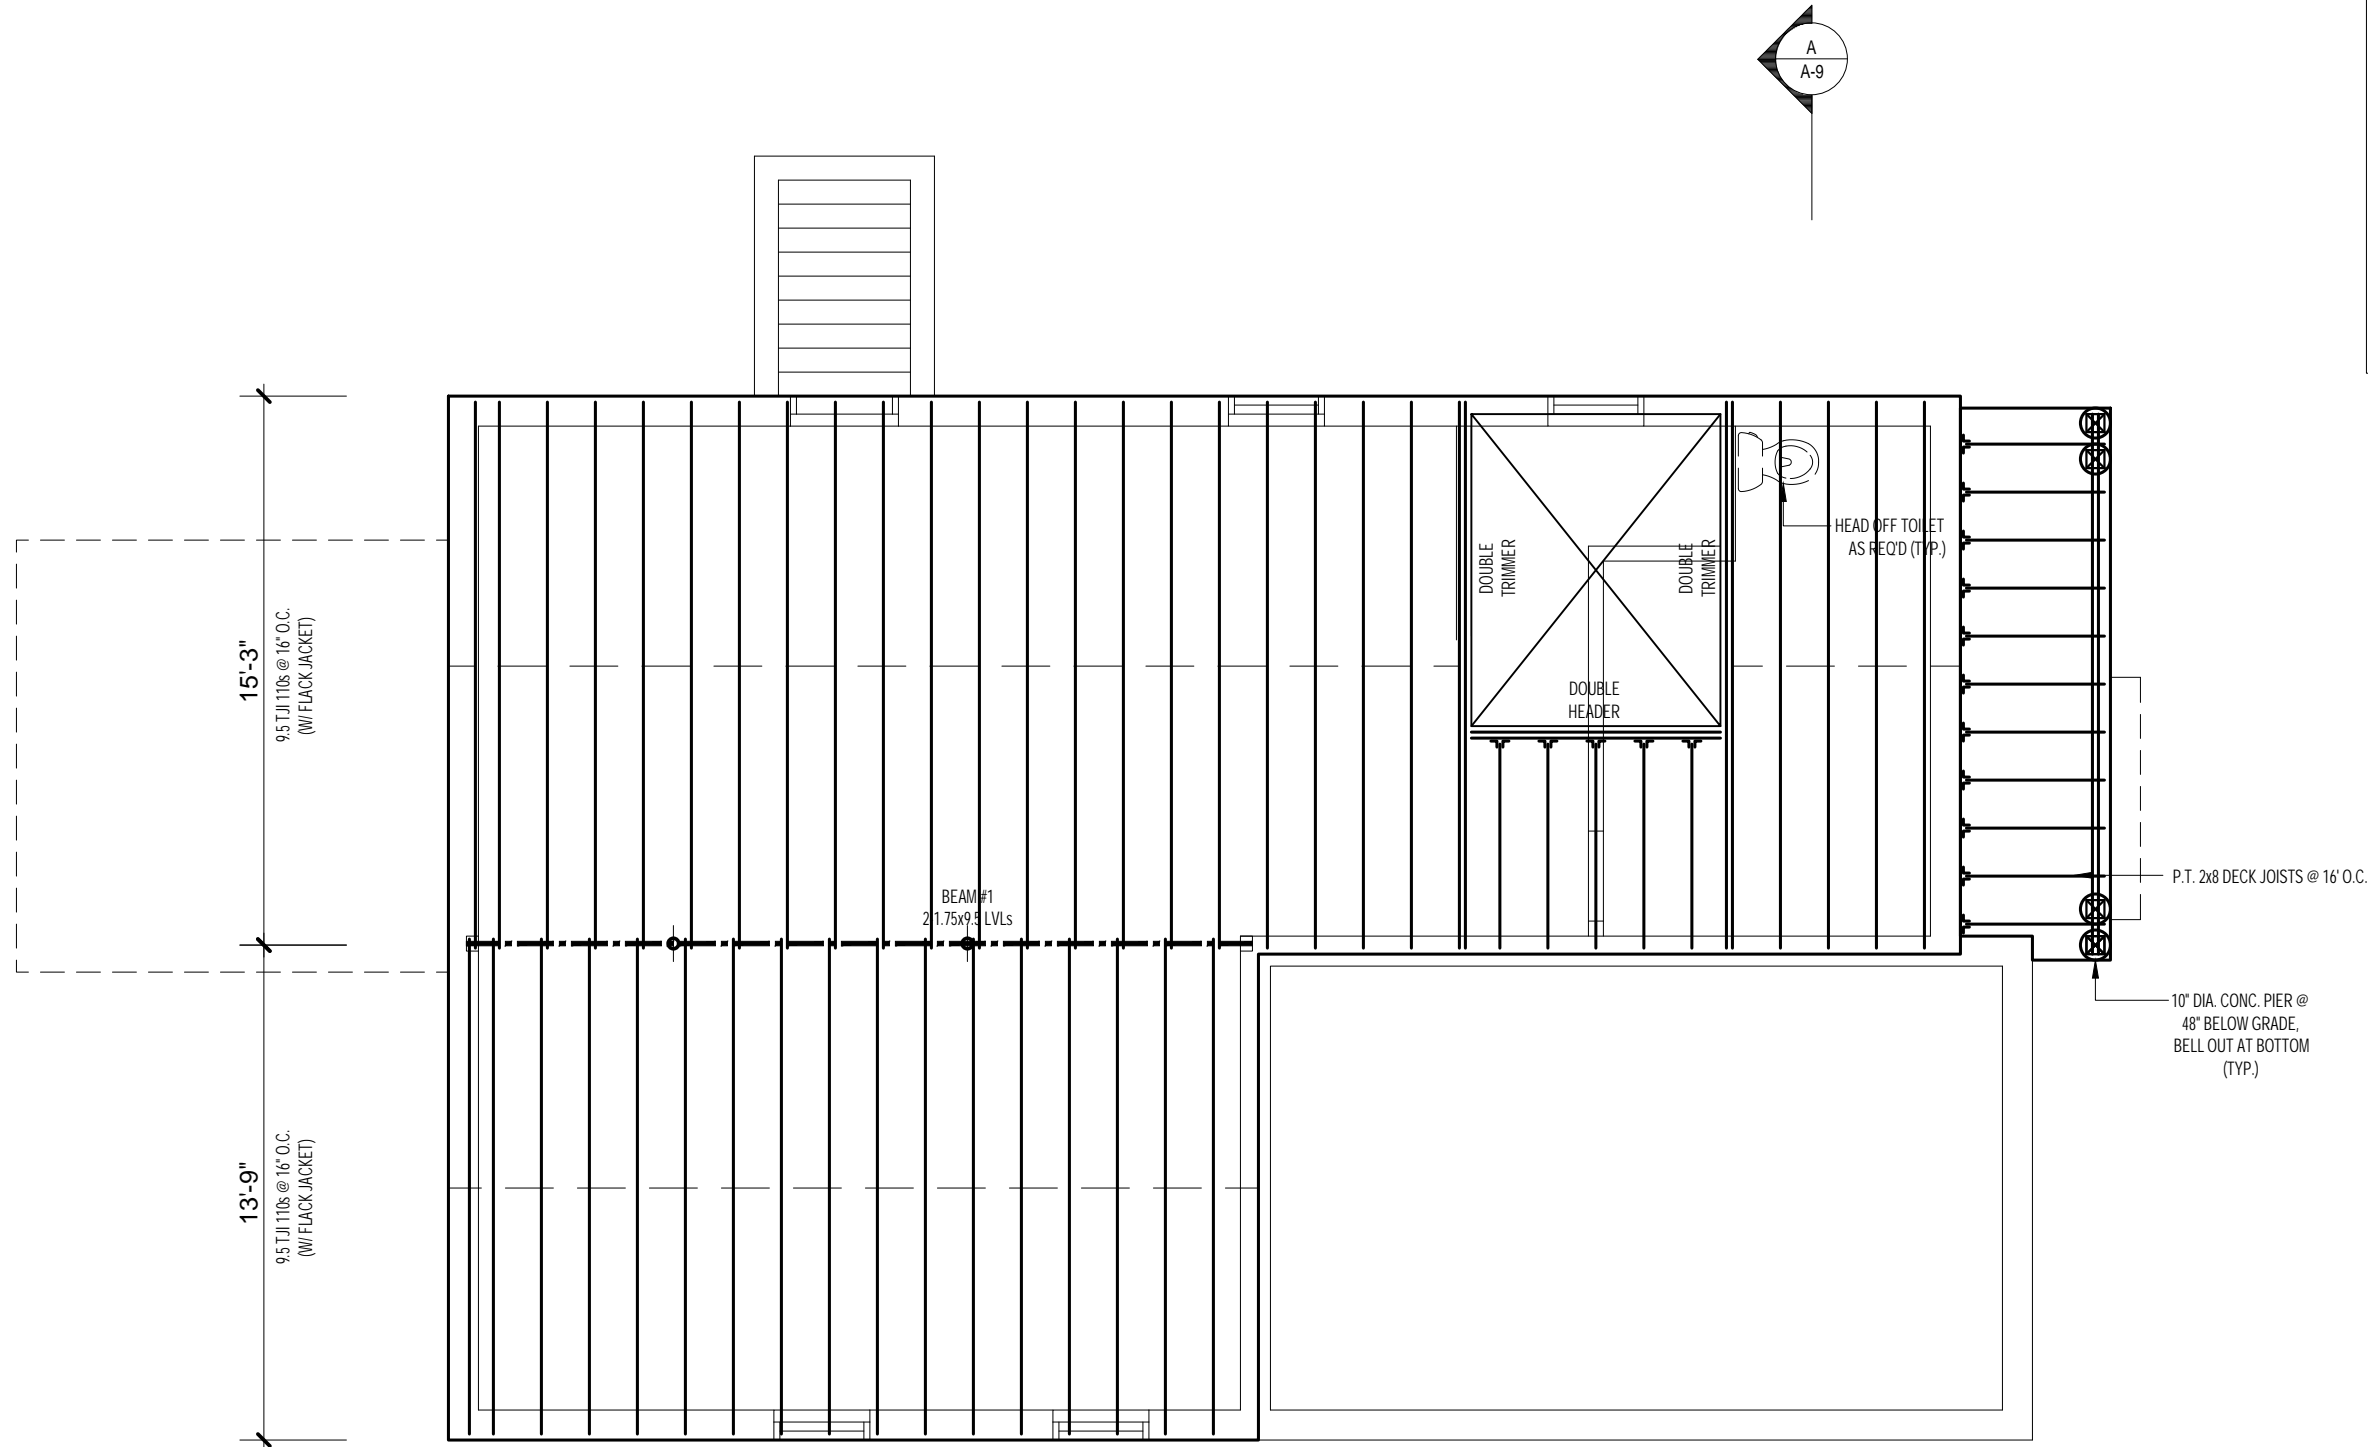 A
A-9
15'-3"
9.5 TJI 110s @ 16" O.C.
(W/ FLACK JACKET)
DOUBLE
TRIMMER
DOUBLE
TRIMMER
HEAD OFF TOILET
AS REQ'D (TYP.)
DOUBLE
HEADER
BEAM #1
2 1.75x9.5 LVLs
P.T. 2x8 DECK JOISTS @ 16' O.C.
10" DIA. CONC. PIER @
48" BELOW GRADE,
BELL OUT AT BOTTOM
(TYP.)
13'-9"
9.5 TJI 110s @ 16" O.C.
(W/ FLACK JACKET)